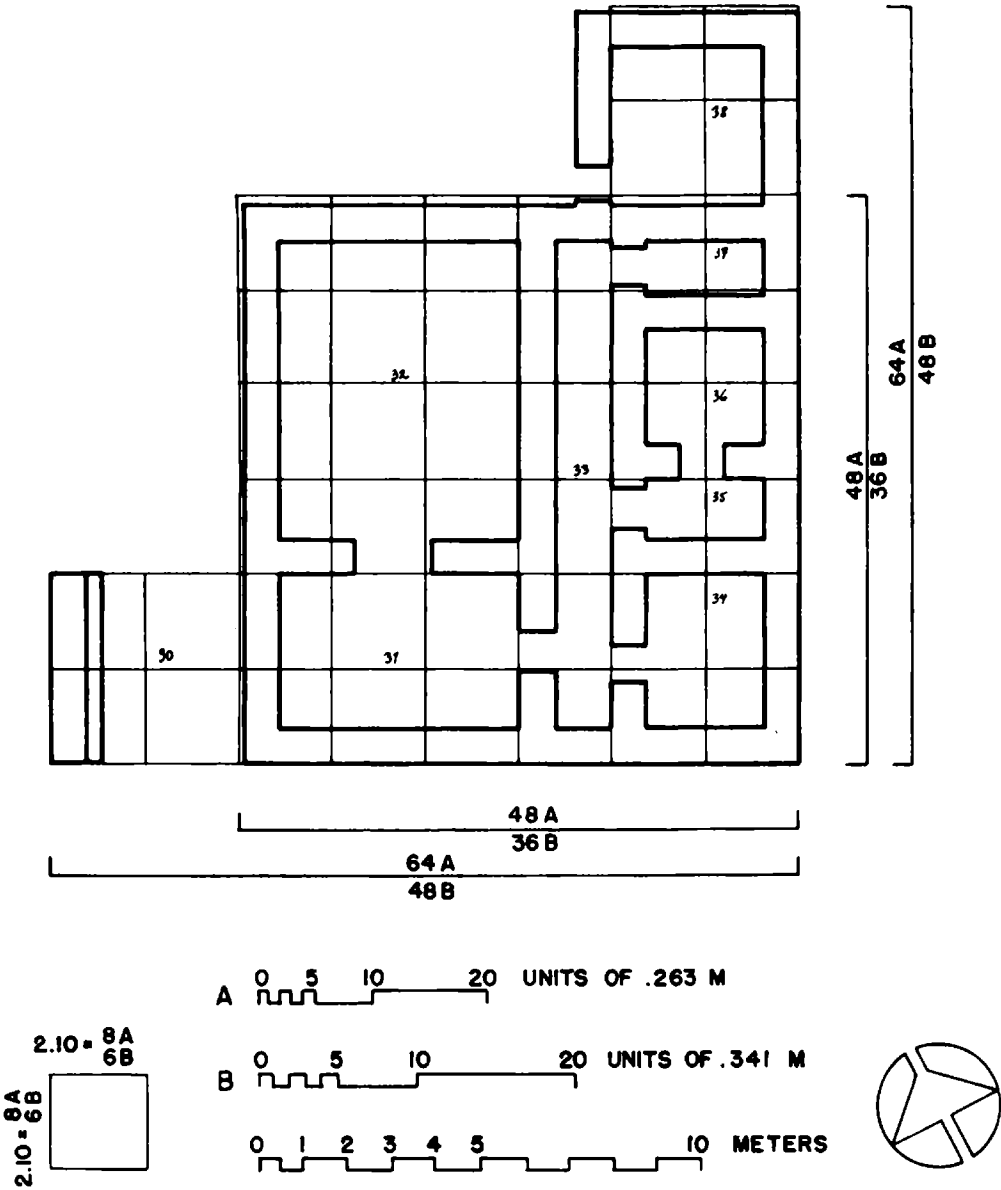 38
37
32
36
33
35
34
30
31
64 A
48 B
48 A
36 B
48 A
36 B
64 A
48 B
A 0 5 10 20 UNITS OF .263 M
2.10 = 8A
6B
2.10 = 8A
6B
B 0 5 10 20 UNITS OF .341 M
0 1 2 3 4 5 10 METERS